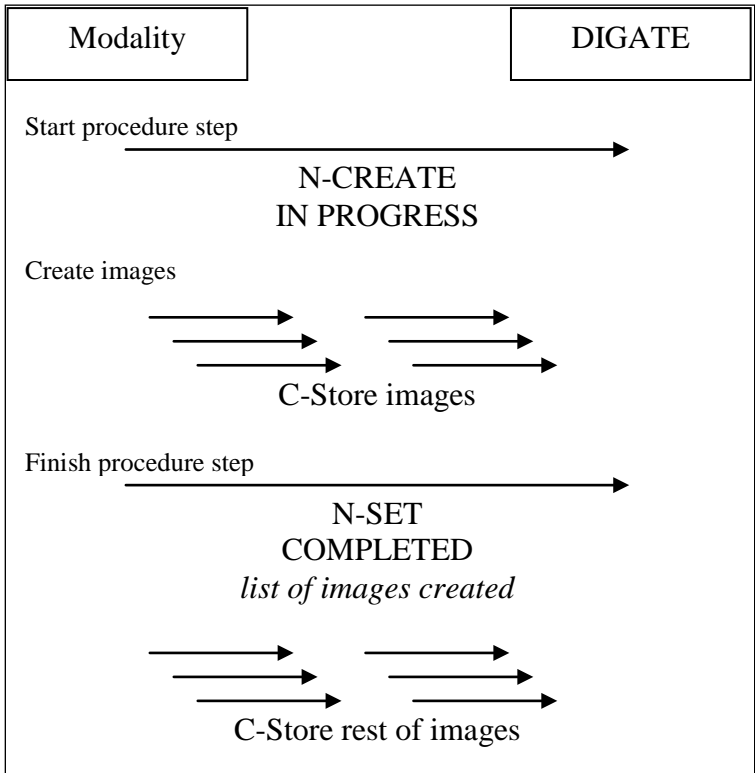 Modality
DIGATE
Start procedure step
N-CREATE
IN PROGRESS
Create images
C-Store images
Finish procedure step
N-SET
COMPLETED
list of images created
C-Store rest of images